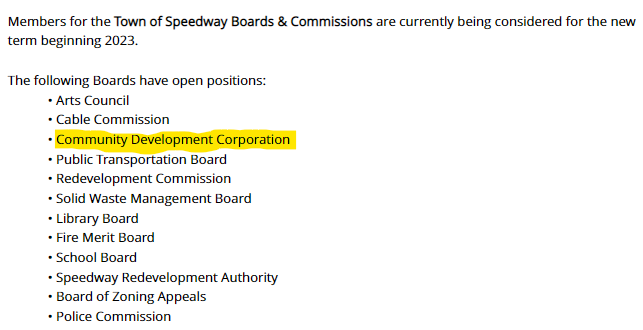 Members for the Town of Speedway Boards & Commissions are currently being considered for the new
term beginning 2023.
The following Boards have open positions:
• Arts Council
• Cable Commission
• Community Development Corporation
• Public Transportation Board
• Redevelopment Commission
• Solid Waste Management Board
• Library Board
• Fire Merit Board
• School Board
• Speedway Redevelopment Authority
• Board of Zoning Appeals
• Police Commission